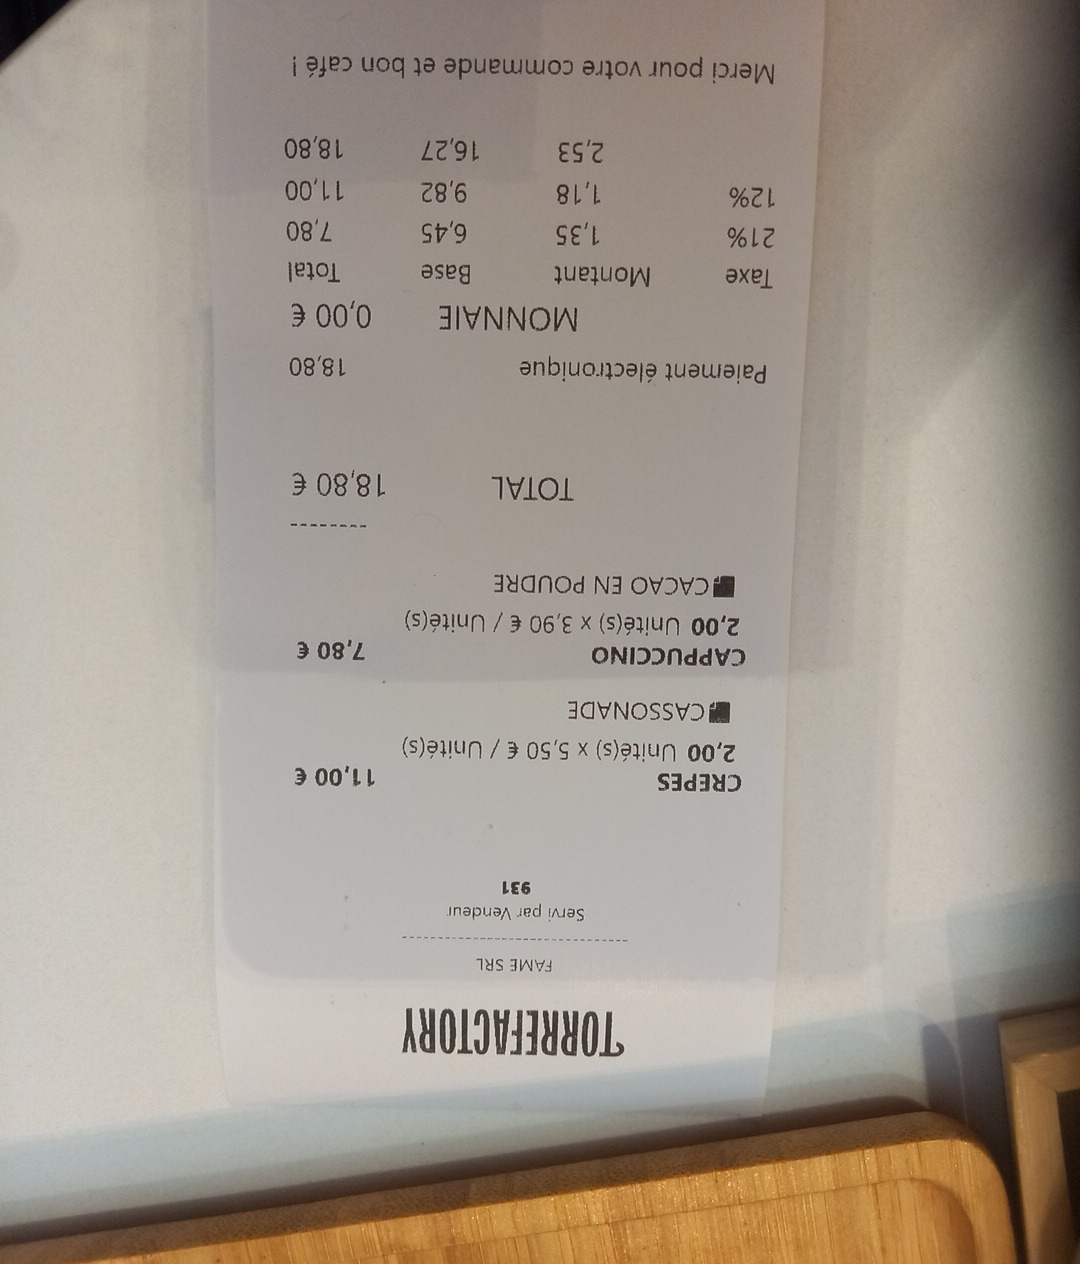 TORREFACTORY
FAME SRL
--------------------------------
Servi par Vendeur
931
CREPES 11,00 €
2,00 Unité(s) x 5,50 € / Unité(s)
CASSONADE
CAPPUCCINO 7,80 €
2,00 Unité(s) x 3,90 € / Unité(s)
CACAO EN POUDRE
--------
TOTAL 18,80 €
Paiement électronique 18,80
MONNAIE 0,00 €
Taxe Montant Base Total
21% 1,35 6,45 7,80
12% 1,18 9,82 11,00
2,53 16,27 18,80
Merci pour votre commande et bon café !